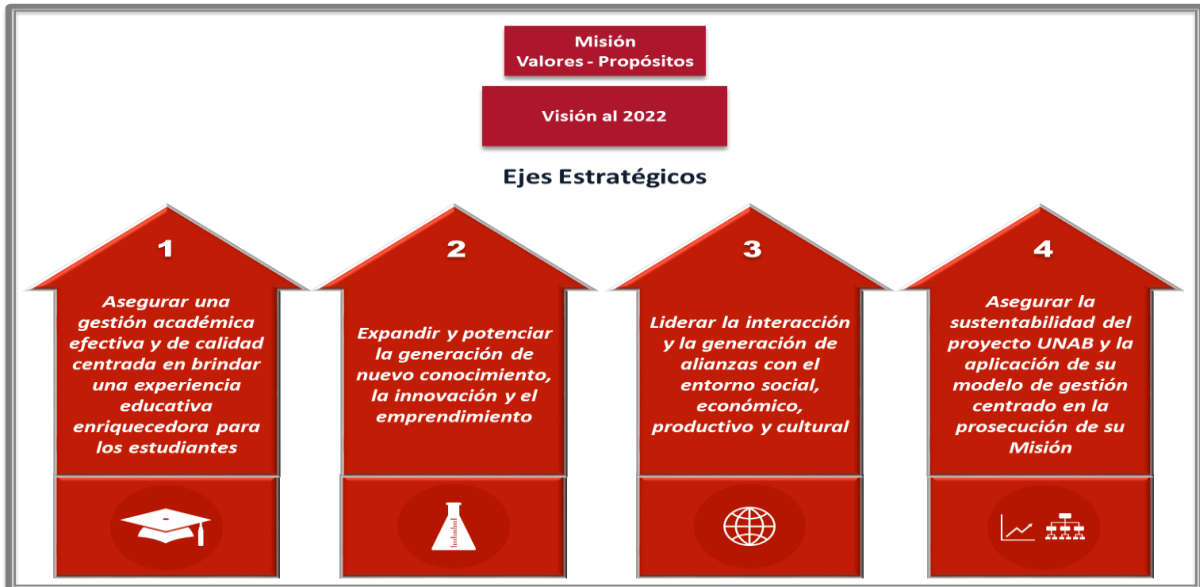 Misión
Valores - Propósitos
Visión al 2022
Ejes Estratégicos
1
Asegurar una
gestión académica
efectiva y de calidad
centrada en brindar
una experiencia
educativa
enriquecedora para
los estudiantes
2
Expandir y potenciar
la generación de
nuevo conocimiento,
la innovación y el
emprendimiento
3
Liderar la interacción
y la generación de
alianzas con el
entorno social,
económico,
productivo y cultural
4
Asegurar la
sustentabilidad del
proyecto UNAB y la
aplicación de su
modelo de gestión
centrado en la
prosecución de su
Misión